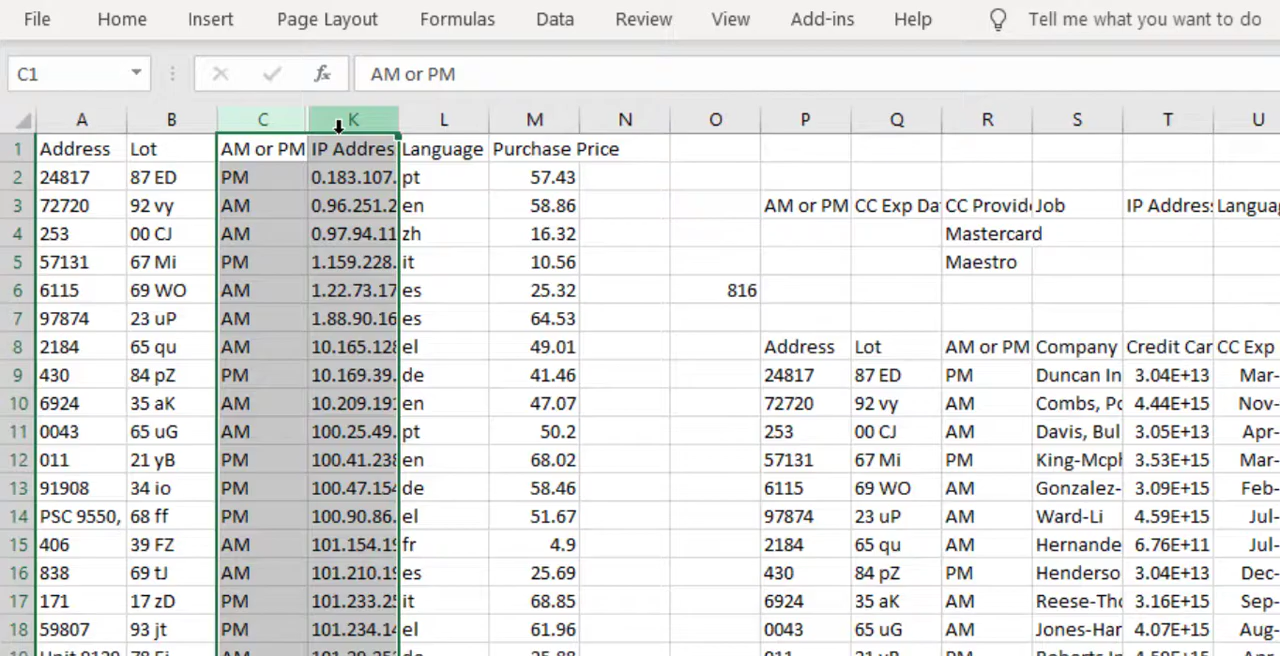 File Home Insert Page Layout Formulas Data Review View Add-ins Help Tell me what you want to do
C1 fx AM or PM
A B C K L M N O P Q R S T U
1 Address Lot AM or PM IP Addres Language Purchase Price
2 24817 87 ED PM 0.183.107. pt 57.43
3 72720 92 vy AM 0.96.251.2 en 58.86 AM or PM CC Exp Da CC Provid Job IP Address Langua
4 253 00 CJ AM 0.97.94.11 zh 16.32 Mastercard
5 57131 67 Mi PM 1.159.228. it 10.56 Maestro
6 6115 69 WO AM 1.22.73.17 es 25.32 816
7 97874 23 uP AM 1.88.90.16 es 64.53
8 2184 65 qu AM 10.165.128 el 49.01 Address Lot AM or PM Company Credit Car CC Exp
9 430 84 pZ AM 10.169.39. de 41.46 24817 87 ED PM Duncan In 3.04E+13 Mar-
10 6924 35 aK AM 10.209.191 en 47.07 72720 92 vy AM Combs, Po 4.44E+15 Nov-
11 0043 65 uG AM 100.25.49. pt 50.2 253 00 CJ AM Davis, Bul 3.05E+13 Apr-
12 011 21 yB PM 100.41.238 en 68.02 57131 67 Mi PM King-Mcph 3.53E+15 Mar-
13 91908 34 io PM 100.47.154 de 58.46 6115 69 WO AM Gonzalez- 3.09E+15 Feb-
14 PSC 9550, 68 ff PM 100.90.86. el 51.67 97874 23 uP AM Ward-Li 4.59E+15 Jul-
15 406 39 FZ AM 101.154.19 fr 4.9 2184 65 qu AM Hernande 6.76E+11 Jul-
16 838 69 tJ AM 101.210.19 es 25.69 430 84 pZ PM Henderso 3.04E+13 Dec-
17 171 17 zD PM 101.233.25 it 68.85 6924 35 aK AM Reese-Tho 3.16E+15 Sep-
18 59807 93 jt PM 101.234.14 el 61.96 0043 65 uG AM Jones-Har 4.07E+15 Aug-